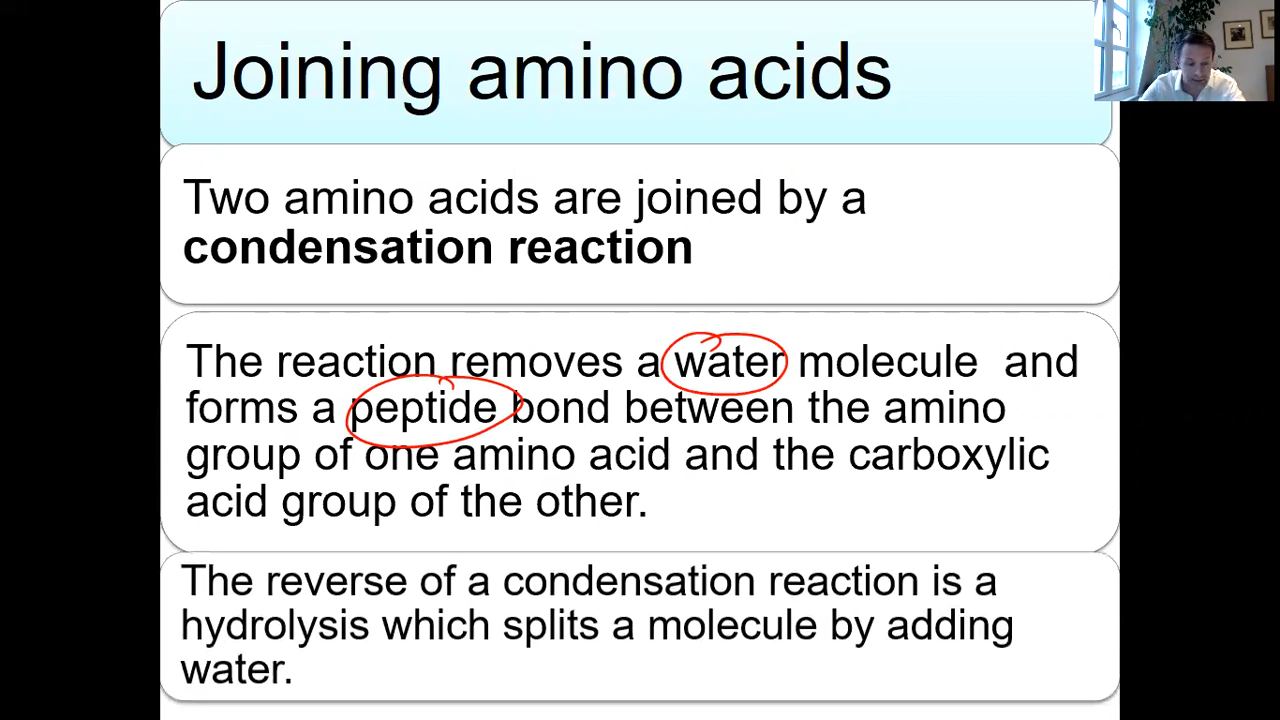 Joining amino acids
Two amino acids are joined by a
condensation reaction
The reaction removes a water molecule and
forms a peptide bond between the amino
group of one amino acid and the carboxylic
acid group of the other.
The reverse of a condensation reaction is a
hydrolysis which splits a molecule by adding
water.